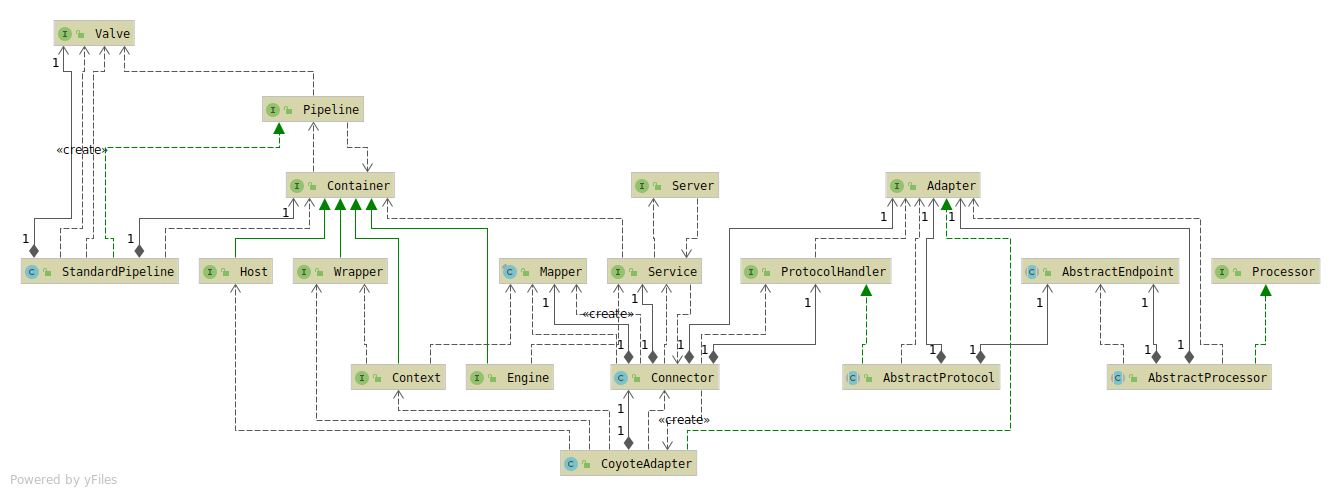 Valve
1
Pipeline
«create»
Container
Server
Adapter
1
1
1
1
1
1
1
StandardPipeline
Host
Wrapper
Mapper
Service
ProtocolHandler
AbstractEndpoint
Processor
1
1
1
1
1
«create»
1
1
1
1
1
1
1
1
Context
Engine
Connector
AbstractProtocol
AbstractProcessor
1
«create»
1
CoyoteAdapter
Powered by yFiles